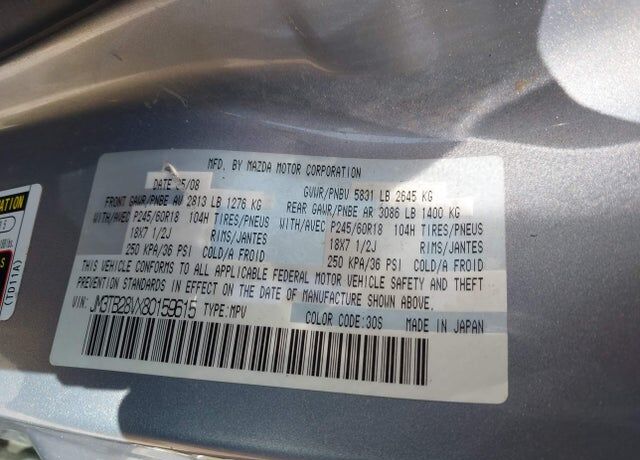 MFD. BY MAZDA MOTOR CORPORATION
DATE 5/08 GVWR/PNBV 5831 LB 2645 KG
FRONT GAWR/PNBE AV 2813 LB 1276 KG REAR GAWR/PNBE AR 3086 LB 1400 KG
WITH/AVEC P245/60R18 104H TIRES/PNEUS WITH/AVEC P245/60R18 104H TIRES/PNEUS
18X7 1/2J RIMS/JANTES 18X7 1/2J RIMS/JANTES
250 KPA/36 PSI COLD/A FROID 250 KPA/36 PSI COLD/A FROID
THIS VEHICLE CONFORMS TO ALL APPLICABLE FEDERAL MOTOR VEHICLE SAFETY AND THEFT
PREVENTION STANDARDS IN EFFECT ON THE DATE OF MANUFACTURE SHOWN ABOVE.
VIN: JM3TB28VX80159615 TYPE:MPV COLOR CODE:30S MADE IN JAPAN
(TD11A)